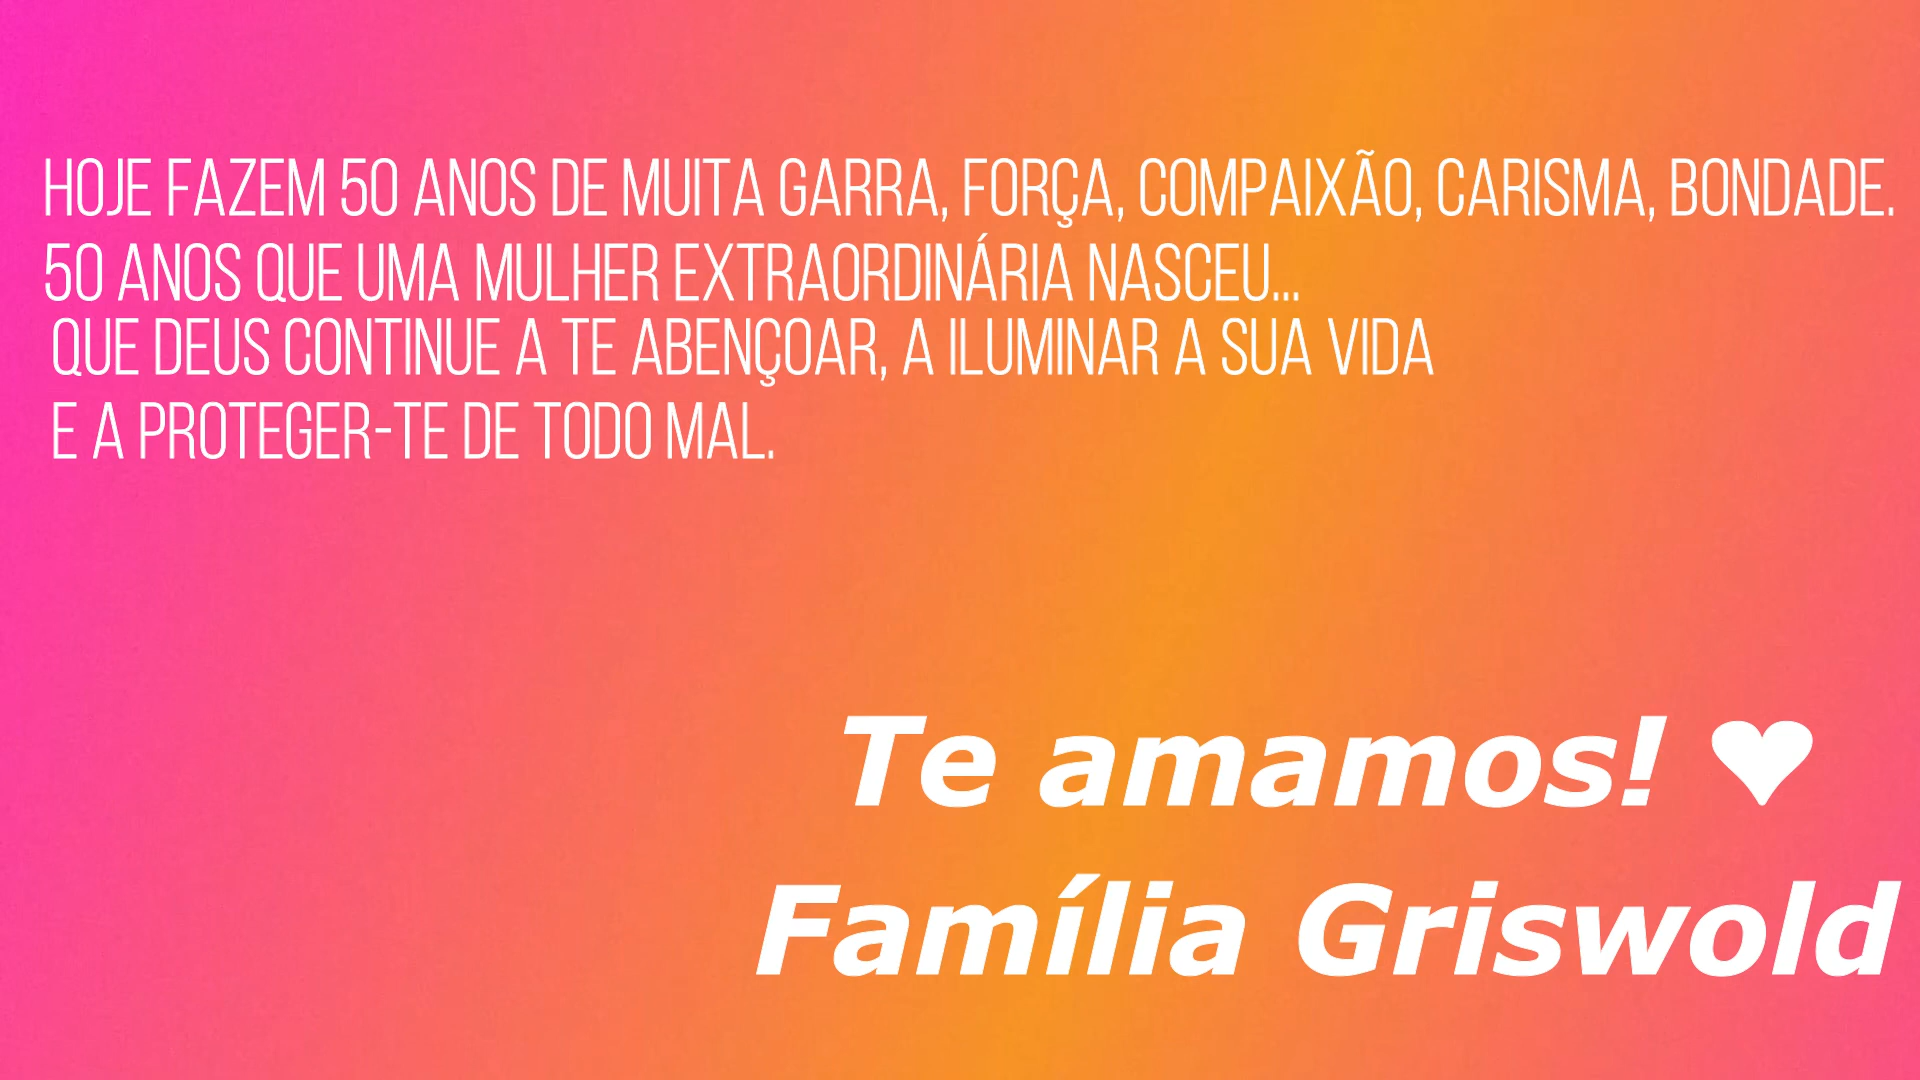 HOJE FAZEM 50 ANOS DE MUITA GARRA, FORÇA, COMPAIXÃO, CARISMA, BONDADE.
50 ANOS QUE UMA MULHER EXTRAORDINÁRIA NASCEU...
QUE DEUS CONTINUE A TE ABENÇOAR, A ILUMINAR A SUA VIDA
E A PROTEGER-TE DE TODO MAL.
Te amamos! ♥
Família Griswold